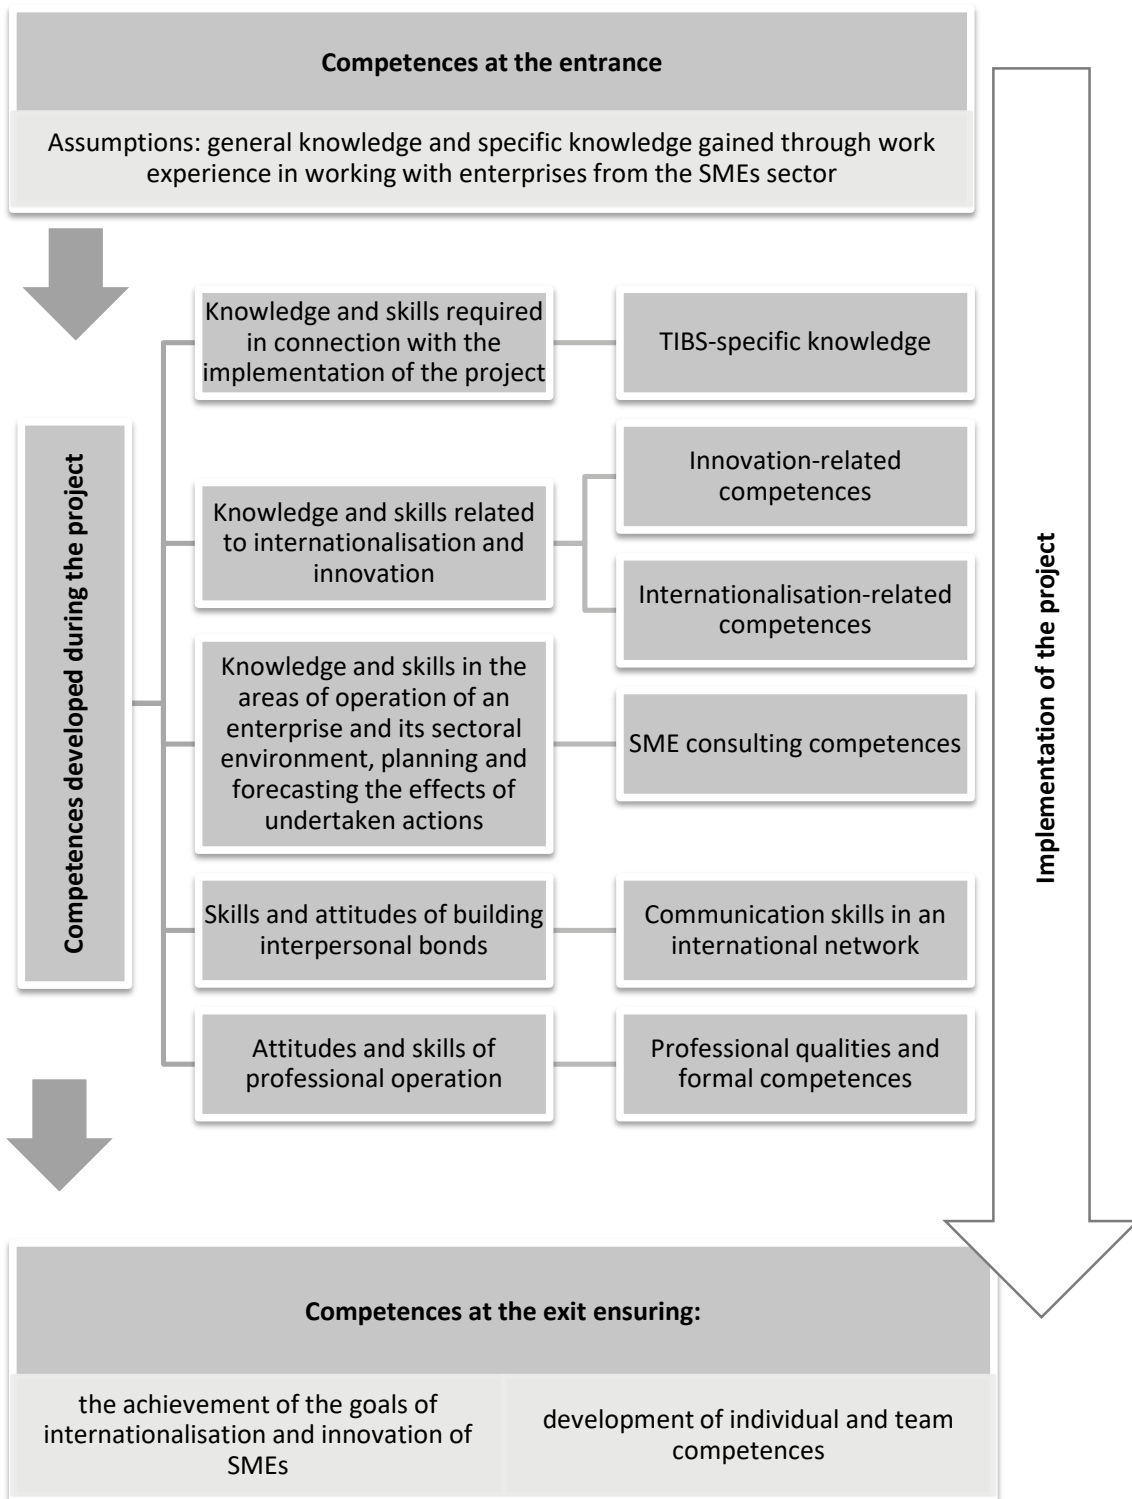 Competences at the entrance
Assumptions: general knowledge and specific knowledge gained through work
experience in working with enterprises from the SMEs sector
Competences developed during the project
Knowledge and skills required
in connection with the
implementation of the project
TIBS-specific knowledge
Knowledge and skills related
to internationalisation and
innovation
Innovation-related
competences
Internationalisation-related
competences
Knowledge and skills in the
areas of operation of an
enterprise and its sectoral
environment, planning and
forecasting the effects of
undertaken actions
SME consulting competences
Skills and attitudes of building
interpersonal bonds
Communication skills in an
international network
Attitudes and skills of
professional operation
Professional qualities and
formal competences
Implementation of the project
Competences at the exit ensuring:
the achievement of the goals of
internationalisation and innovation of
SMEs
development of individual and team
competences